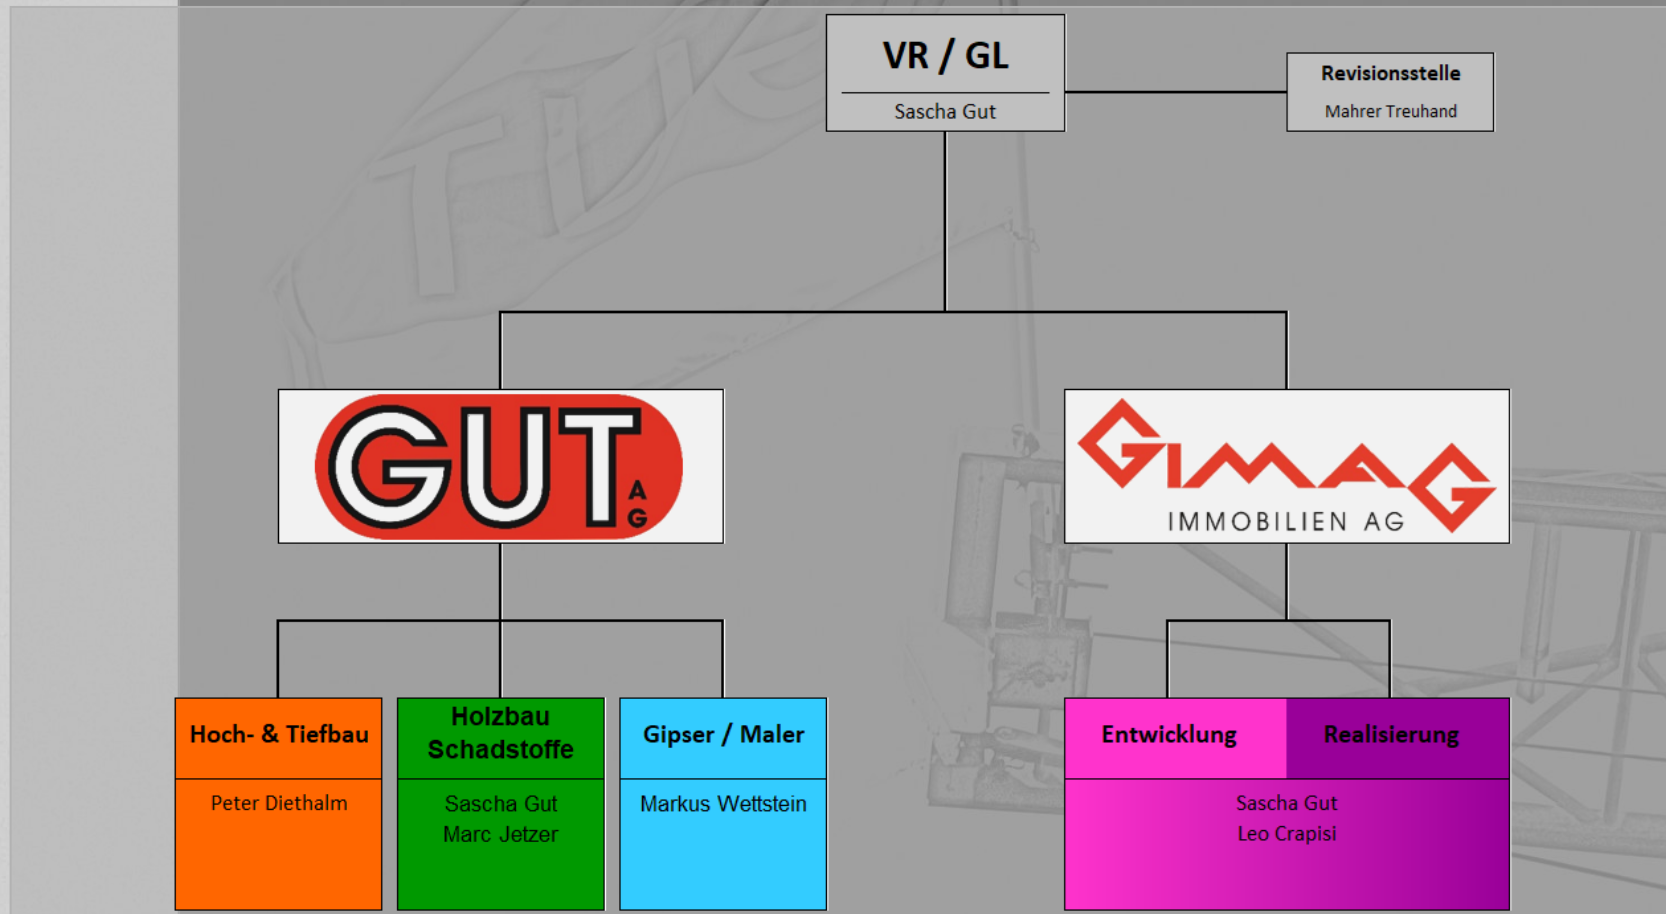 VR / GL
Sascha Gut
Revisionsstelle
Mahrer Treuhand
GUT AG
GIMAG
IMMOBILIEN AG
Hoch- & Tiefbau
Peter Diethalm
Holzbau
Schadstoffe
Sascha Gut
Marc Jetzer
Gipser / Maler
Markus Wettstein
Entwicklung
Realisierung
Sascha Gut
Leo Crapisi